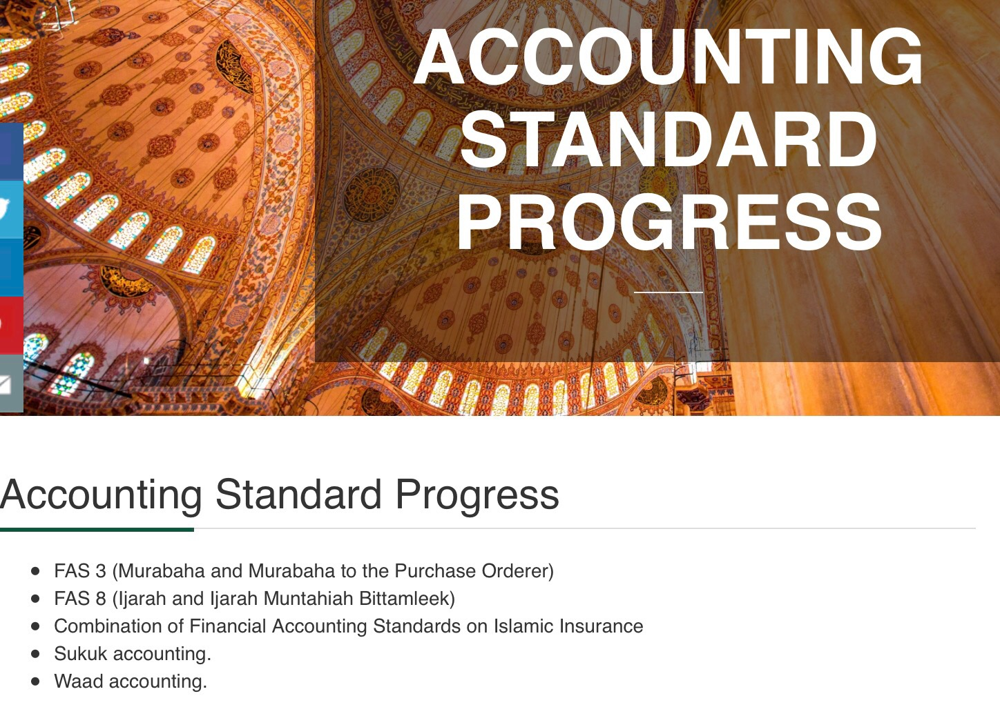 ACCOUNTING
STANDARD
PROGRESS
Accounting Standard Progress
FAS 3 (Murabaha and Murabaha to the Purchase Orderer)
FAS 8 (Ijarah and Ijarah Muntahiah Bittamleek)
Combination of Financial Accounting Standards on Islamic Insurance
Sukuk accounting.
Waad accounting.